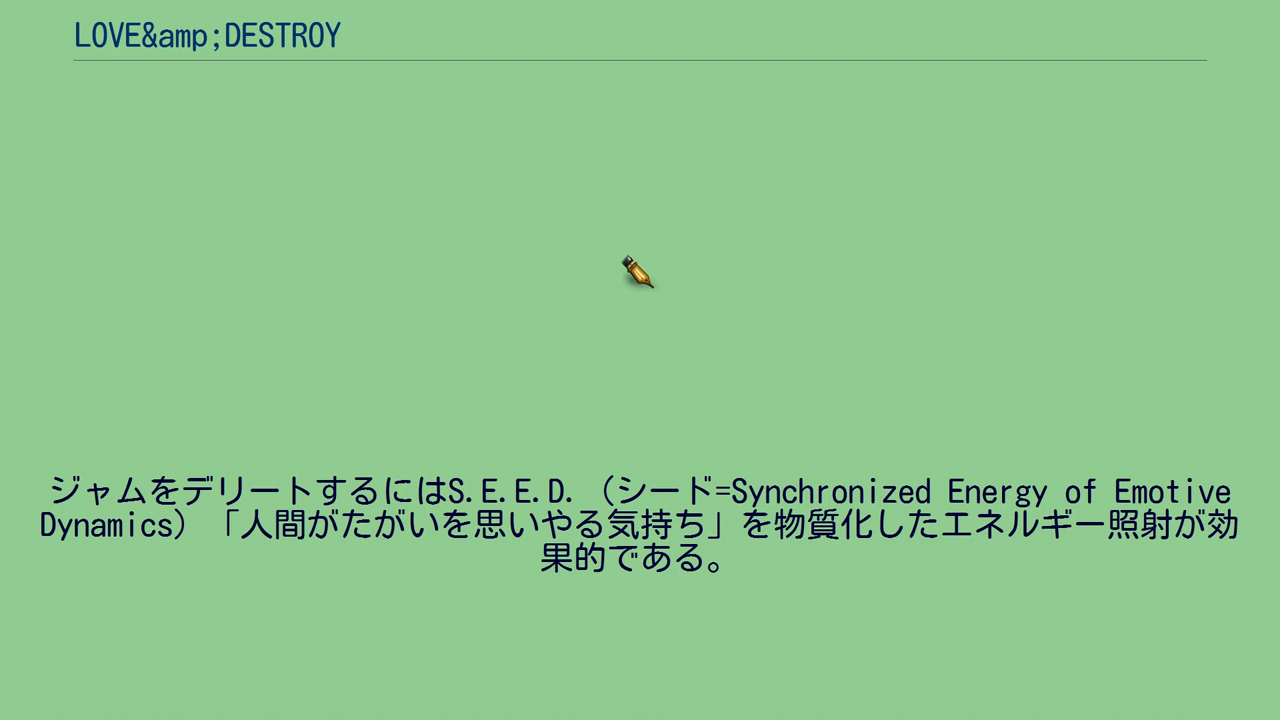 LOVE&amp;DESTROY
ジャムをデリートするにはS.E.E.D.（シード=Synchronized Energy of Emotive
Dynamics）「人間がたがいを思いやる気持ち」を物質化したエネルギー照射が効
果的である。